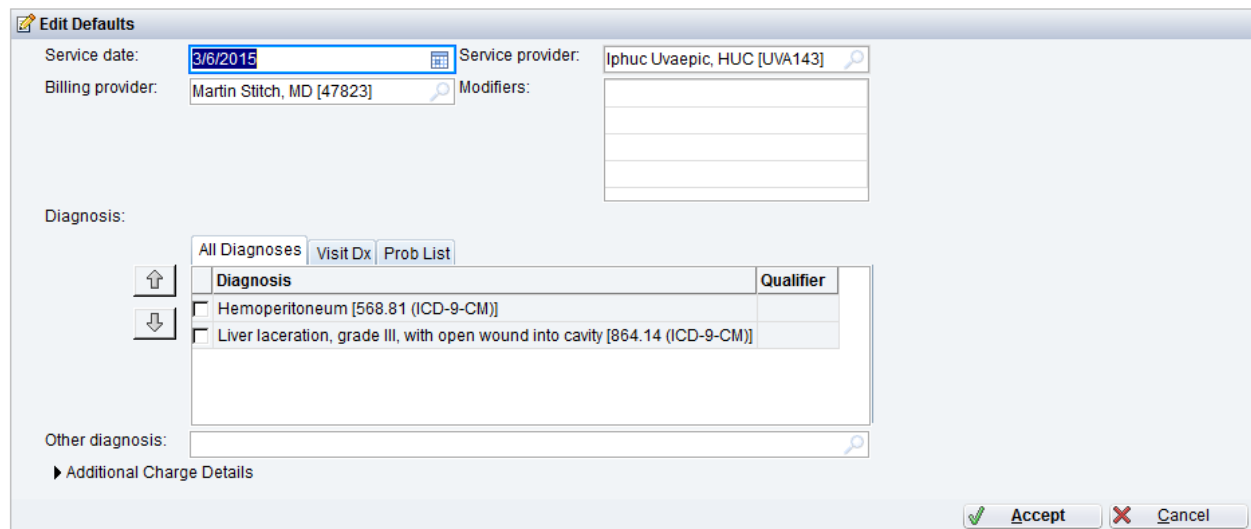 Edit Defaults
Service date: 3/6/2015 Service provider: Iphuc Uvaepic, HUC [UVA143]
Billing provider: Martin Stitch, MD [47823] Modifiers:
Diagnosis:
All Diagnoses Visit Dx Prob List
Diagnosis Qualifier
Hemoperitoneum [568.81 (ICD-9-CM)]
Liver laceration, grade III, with open wound into cavity [864.14 (ICD-9-CM)]
Other diagnosis:
Additional Charge Details
Accept Cancel